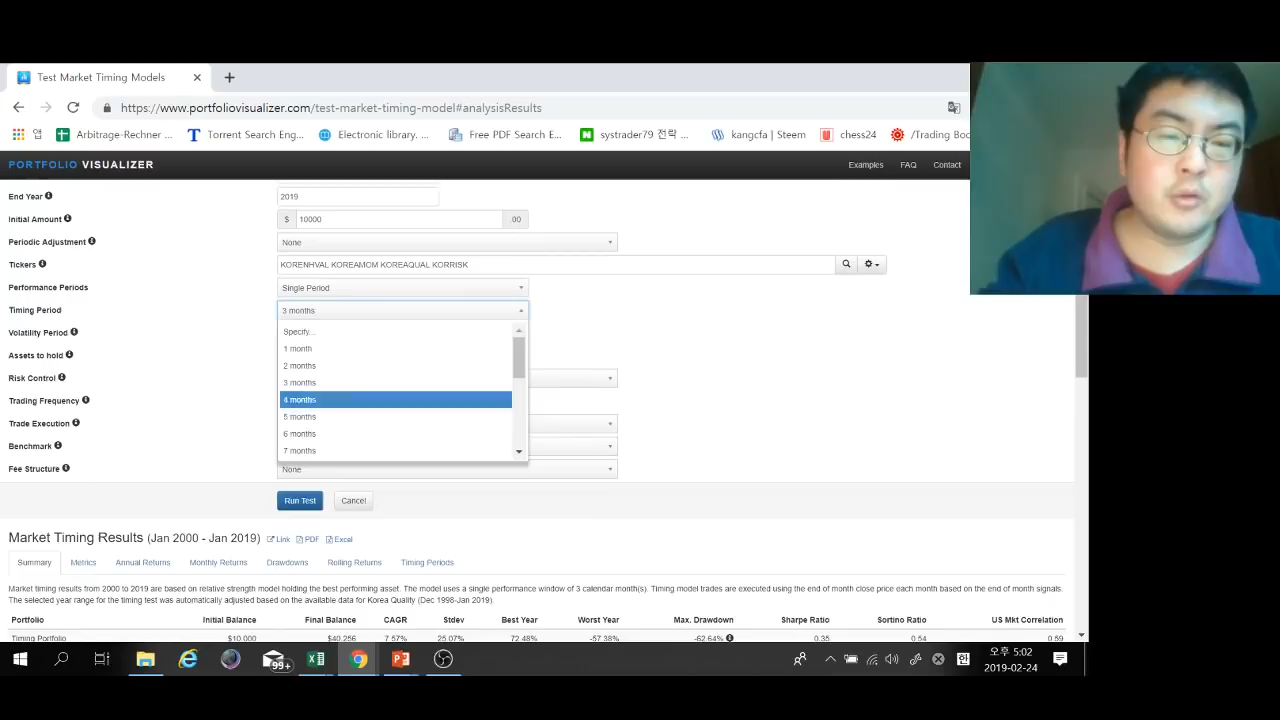 Test Market Timing Models
https://www.portfoliovisualizer.com/test-market-timing-model#analysisResults
앱 Arbitrage-Rechner ... Torrent Search Eng... Electronic library. ... Free PDF Search E... systrader79 전략 ... kangcfa | Steem chess24 /Trading Boo
PORTFOLIO VISUALIZER Examples FAQ Contact
End Year 2019
Initial Amount $ 10000 .00
Periodic Adjustment None
Tickers KORENHVAL KOREAMOM KOREAQUAL KORRISK
Performance Periods Single Period
Timing Period 3 months
Specify...
Volatility Period
1 month
Assets to hold
2 months
Risk Control
3 months
Trading Frequency 4 months
5 months
Trade Execution
6 months
Benchmark
7 months
Fee Structure None
Run Test Cancel
Market Timing Results (Jan 2000 - Jan 2019) Link PDF Excel
Summary Metrics Annual Returns Monthly Returns Drawdowns Rolling Returns Timing Periods
Market timing results from 2000 to 2019 are based on relative strength model holding the best performing asset. The model uses a single performance window of 3 calendar month(s). Timing model trades are executed using the end of month close price each month based on the end of month signals.
The selected year range for the timing test was automatically adjusted based on the available data for Korea Quality (Dec 1998-Jan 2019).
Portfolio Initial Balance Final Balance CAGR Stdev Best Year Worst Year Max. Drawdown Sharpe Ratio Sortino Ratio US Mkt Correlation
Timing Portfolio $10,000 $40,256 7.57% 25.07% 72.48% -57.38% -62.64% 0.35 0.54 0.59
99+ 한 오후 5:02
2019-02-24